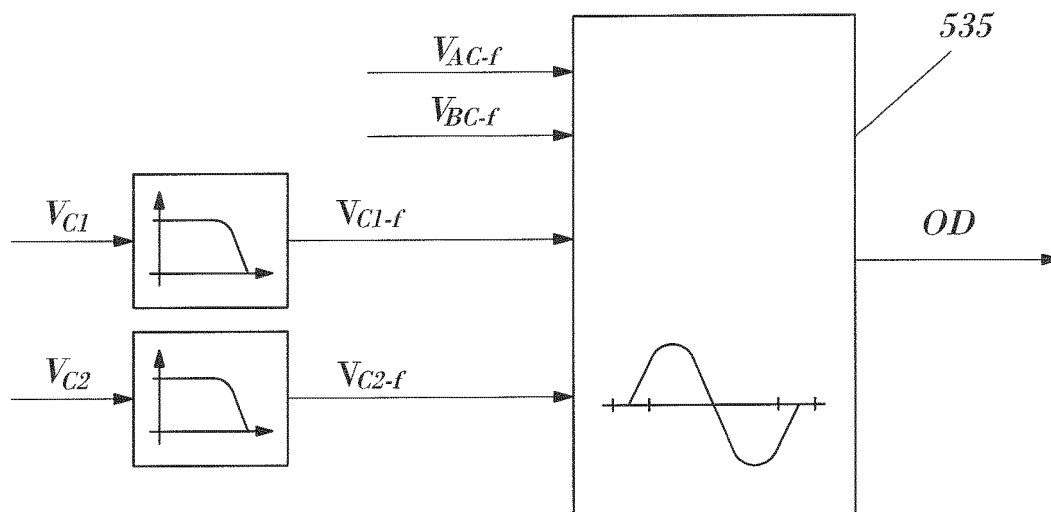 535
V_AC-f
V_BC-f
V_C1
V_C1-f
OD
V_C2
V_C2-f